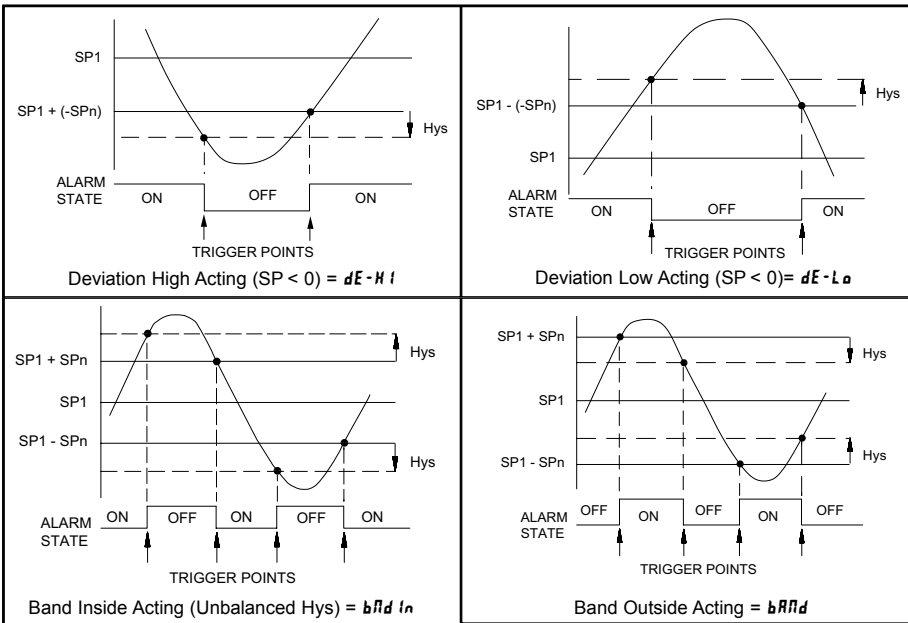 SP1
SP1 + (-SPn)
Hys
ALARM
STATE
ON OFF ON
TRIGGER POINTS
Deviation High Acting (SP < 0) = dE-HI
SP1 - (-SPn)
Hys
SP1
ALARM
STATE
ON OFF ON
TRIGGER POINTS
Deviation Low Acting (SP < 0)= dE-Lo
SP1 + SPn
Hys
SP1
SP1 - SPn
Hys
ALARM
STATE
ON OFF ON OFF ON
TRIGGER POINTS
Band Inside Acting (Unbalanced Hys) = bNdIn
SP1 + SPn
Hys
SP1
SP1 - SPn
Hys
ALARM
STATE
OFF ON OFF ON OFF
TRIGGER POINTS
Band Outside Acting = bANd